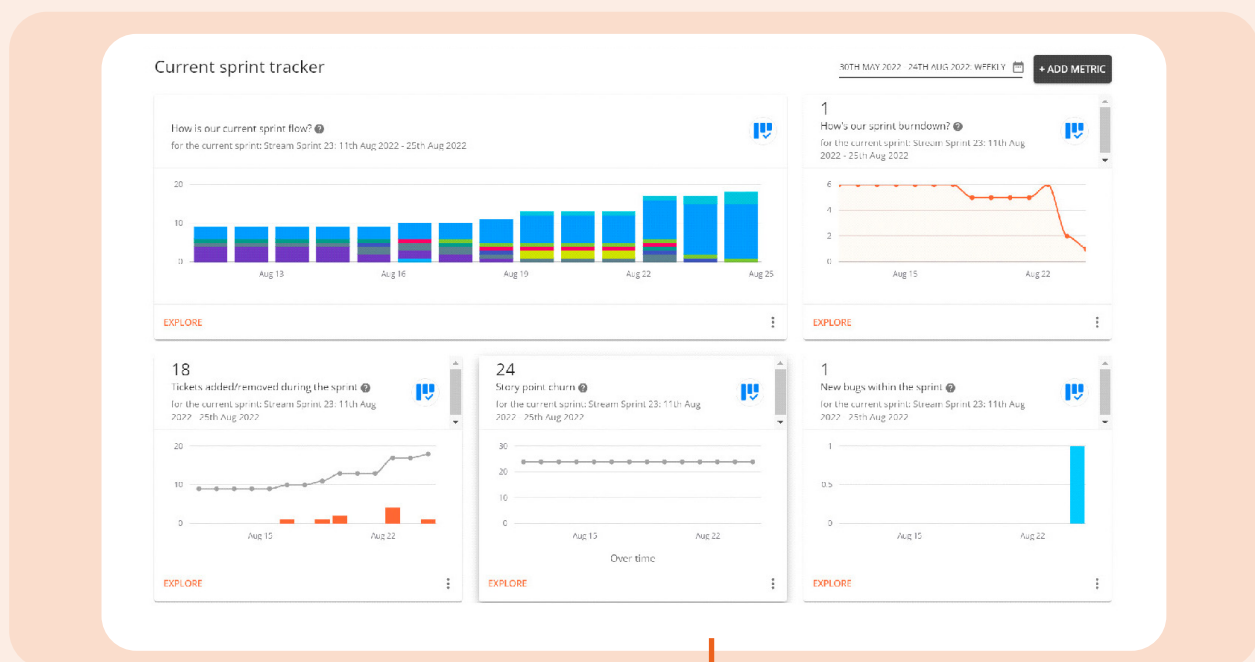 Current sprint tracker
30TH MAY 2022 - 24TH AUG 2022: WEEKLY
+ ADD METRIC
How is our current sprint flow?
for the current sprint: Stream Sprint 23: 11th Aug 2022 - 25th Aug 2022
20
10
0
Aug 13
Aug 16
Aug 19
Aug 22
Aug 25
EXPLORE
1
How's our sprint burndown?
for the current sprint: Stream Sprint 23: 11th Aug
2022 - 25th Aug 2022
6
4
2
0
Aug 15
Aug 22
EXPLORE
18
Tickets added/removed during the sprint
for the current sprint: Stream Sprint 23: 11th Aug
2022 - 25th Aug 2022
20
10
0
Aug 15
Aug 22
EXPLORE
24
Story point churn
for the current sprint: Stream Sprint 23: 11th Aug
2022 - 25th Aug 2022
30
20
10
0
Aug 15
Aug 22
Over time
EXPLORE
1
New bugs within the sprint
for the current sprint: Stream Sprint 23: 11th Aug
2022 - 25th Aug 2022
1
0.5
0
Aug 15
Aug 22
EXPLORE